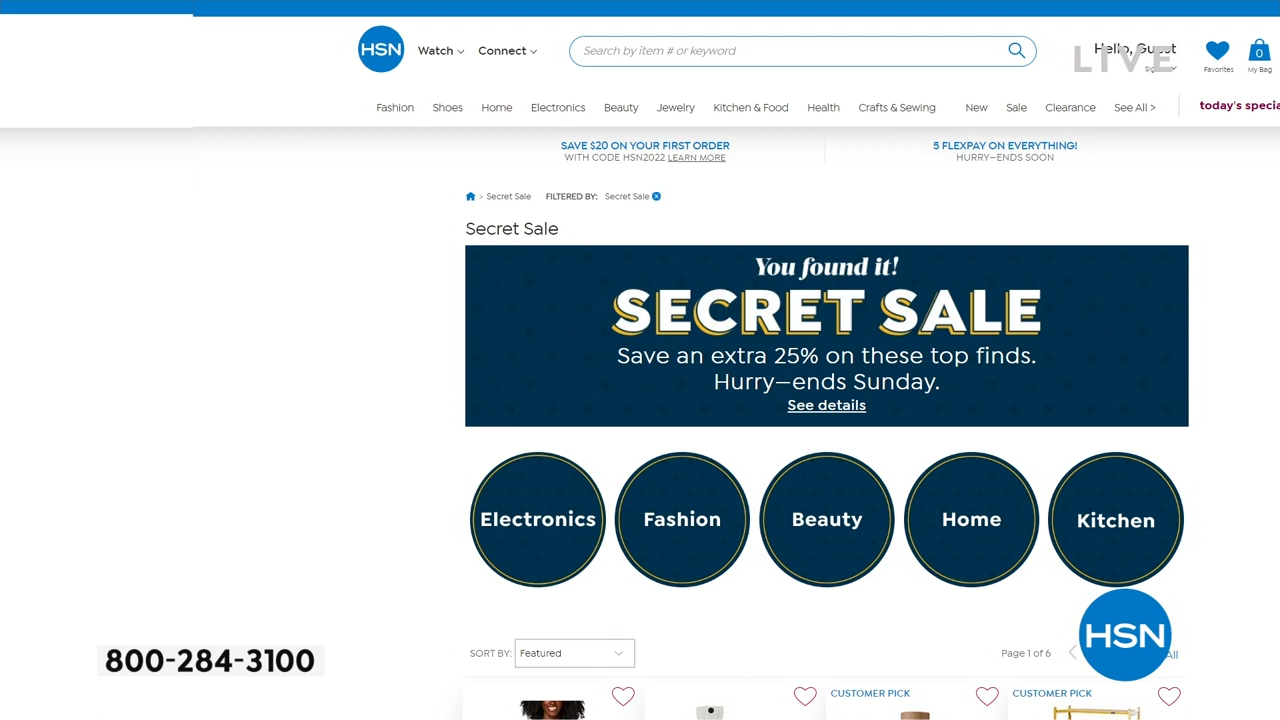 HSN
Watch
Connect
Search by item # or keyword
Hello, Guest
LIVE
Favorites
0
My Bag
Fashion
Shoes
Home
Electronics
Beauty
Jewelry
Kitchen & Food
Health
Crafts & Sewing
New
Sale
Clearance
See All >
today's specia
SAVE $20 ON YOUR FIRST ORDER
WITH CODE HSN2022 LEARN MORE
5 FLEXPAY ON EVERYTHING!
HURRY—ENDS SOON
> Secret Sale
FILTERED BY: Secret Sale
Secret Sale
You found it!
SECRET SALE
Save an extra 25% on these top finds.
Hurry—ends Sunday.
See details
Electronics
Fashion
Beauty
Home
Kitchen
HSN
SORT BY: Featured
Page 1 of 6
All
800-284-3100
CUSTOMER PICK
CUSTOMER PICK